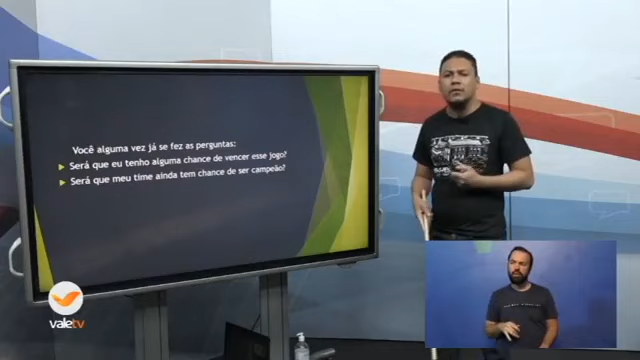 Você alguma vez já se fez as perguntas:
Será que eu tenho alguma chance de vencer esse jogo?
Será que meu time ainda tem chance de ser campeão?
valetv